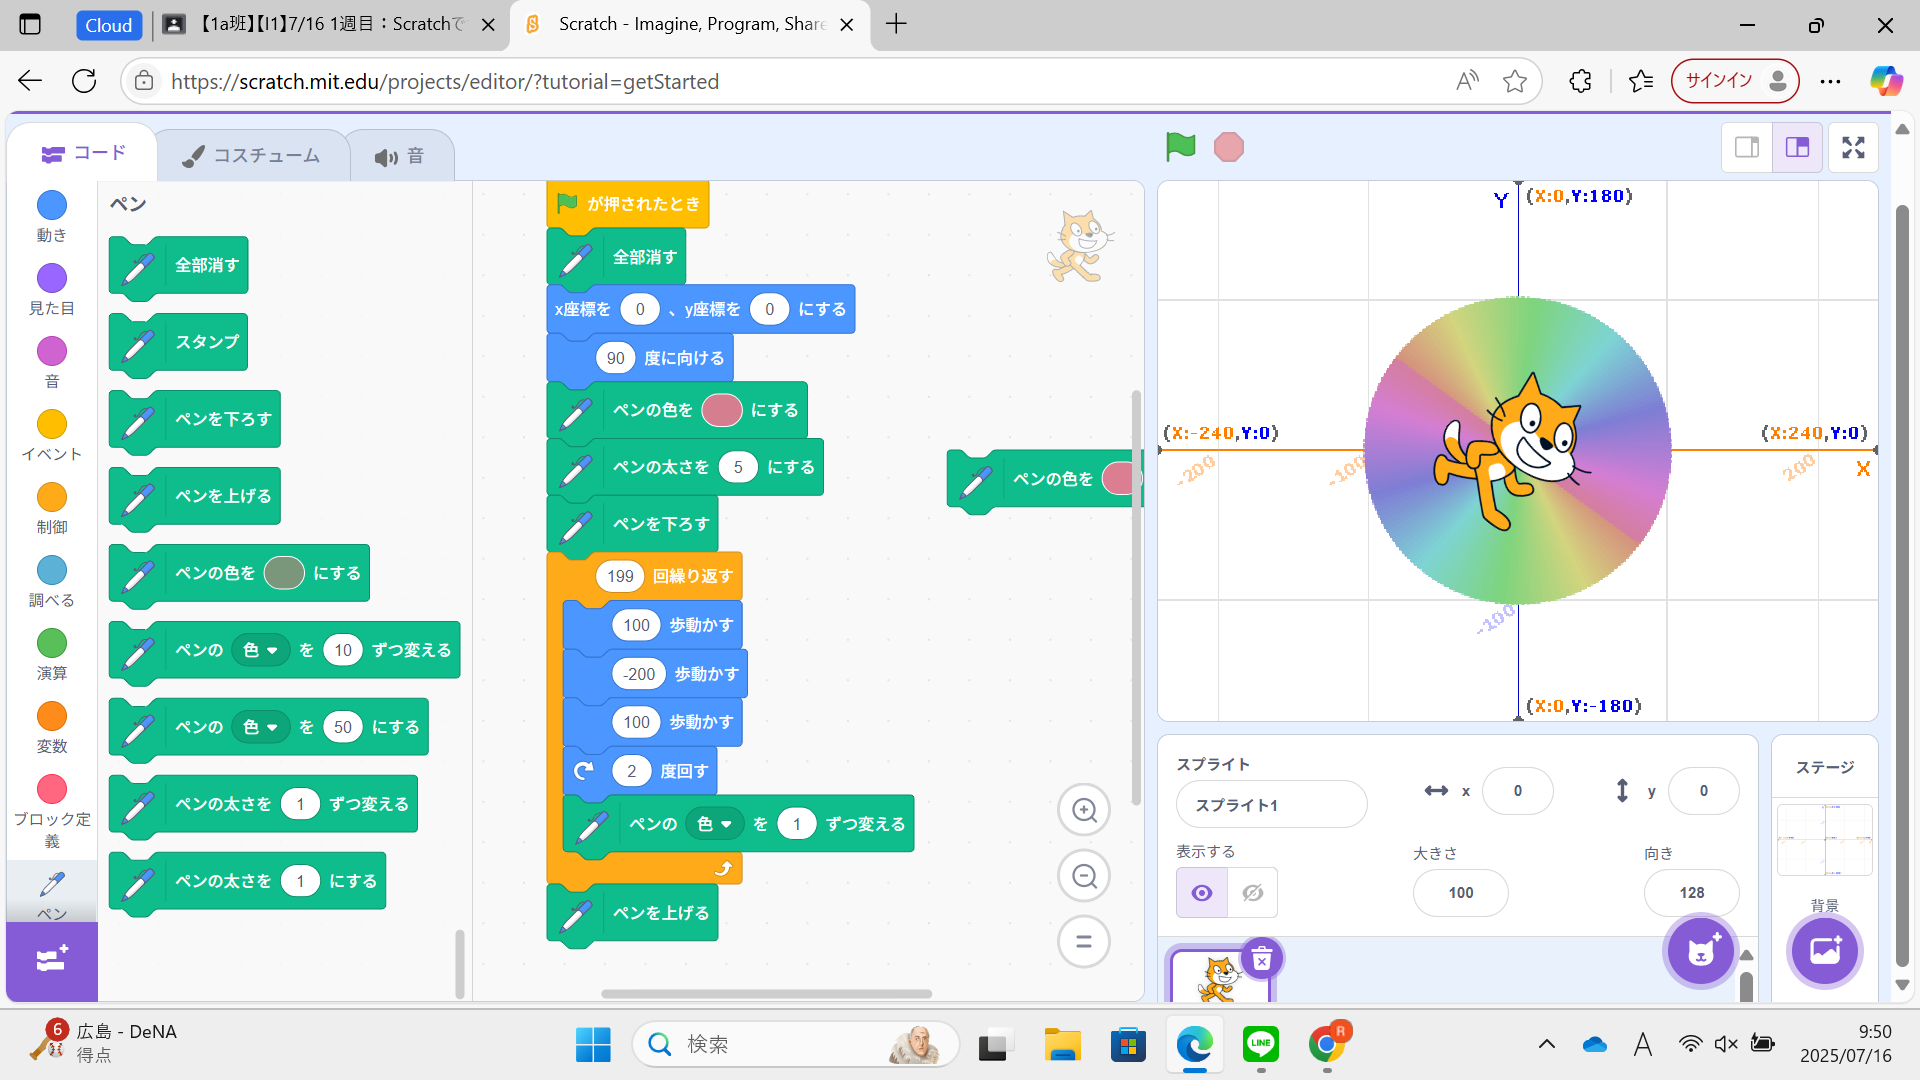 Cloud
【1a班】【I1】7/16 1週目：Scratchで
Scratch - Imagine, Program, Share
https://scratch.mit.edu/projects/editor/?tutorial=getStarted
サインイン
コード
コスチューム
音
動き
見た目
音
イベント
制御
調べる
演算
変数
ブロック定
義
ペン
ペン
全部消す
スタンプ
ペンを下ろす
ペンを上げる
ペンの色を にする
ペンの 色 を 10 ずつ変える
ペンの 色 を 50 にする
ペンの太さを 1 ずつ変える
ペンの太さを 1 にする
が押されたとき
全部消す
x座標を 0 、y座標を 0 にする
90 度に向ける
ペンの色を にする
ペンの太さを 5 にする
ペンを下ろす
199 回繰り返す
100 歩動かす
-200 歩動かす
100 歩動かす
2 度回す
ペンの 色 を 1 ずつ変える
ペンを上げる
ペンの色を
Y (X:0,Y:180)
(X:-240,Y:0)
(X:240,Y:0)
-200
-100
200
X
-100
(X:0,Y:-180)
スプライト
スプライト1
x 0
y 0
表示する
大きさ
100
向き
128
ステージ
背景
6
広島 - DeNA
得点
検索
LINE
R
A
9:50
2025/07/16